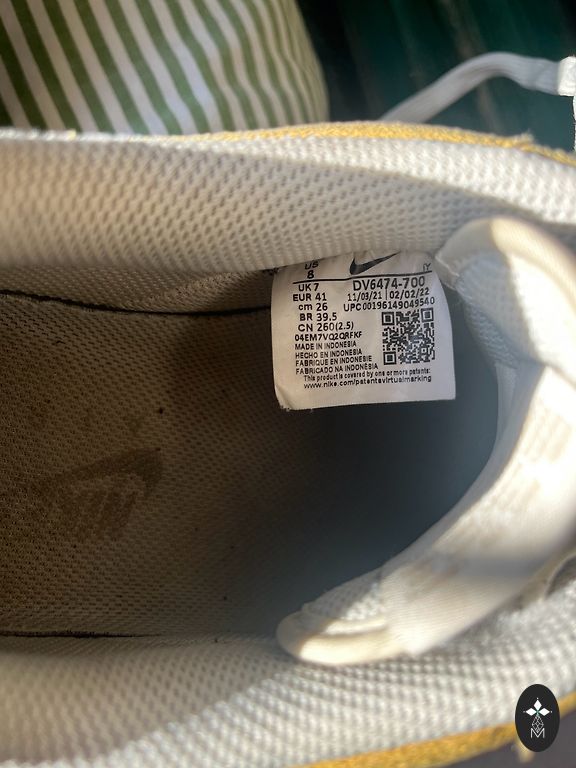 US
8
UK 7
EUR 41
cm 26
BR 39.5
CN 260(2.5)
IY
DV6474-700
11/03/21 | 02/02/22
UPC00196149049540
04EM7VQ2QRFKF
MADE IN INDONESIA
HECHO EN INDONESIA
FABRIQUE EN INDONESIE
FABRICADO NA INDONESIA
This product is covered by one or more patents:
www.nike.com/patentsvirtualmarking
M